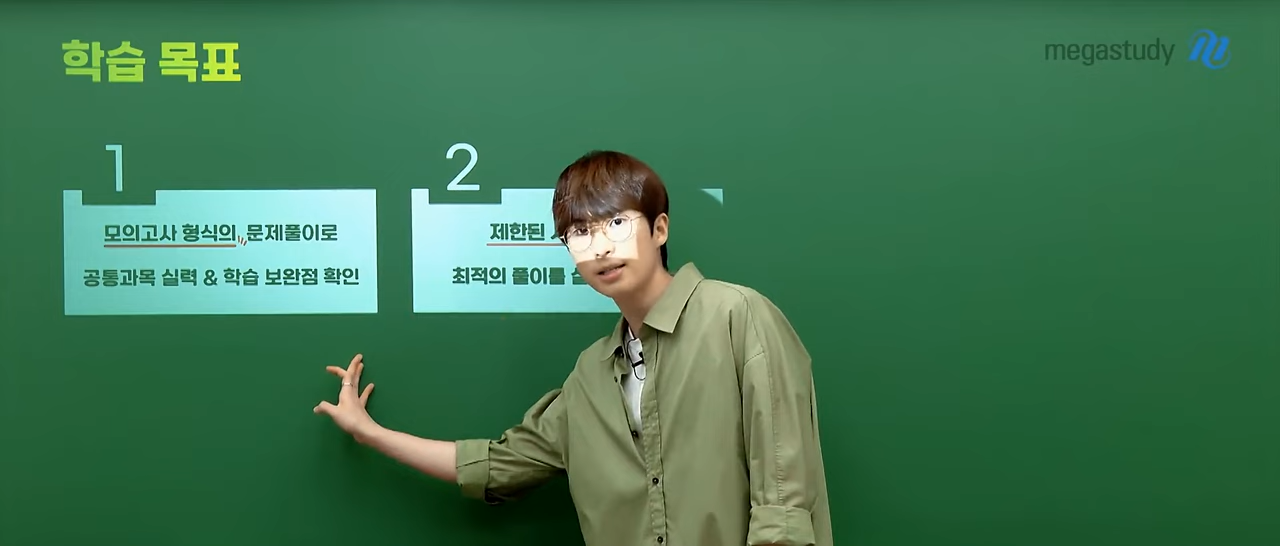 학습 목표
megastudy
1
모의고사 형식의 문제풀이로
공통과목 실력 & 학습 보완점 확인
2
제한된
최적의 풀이를